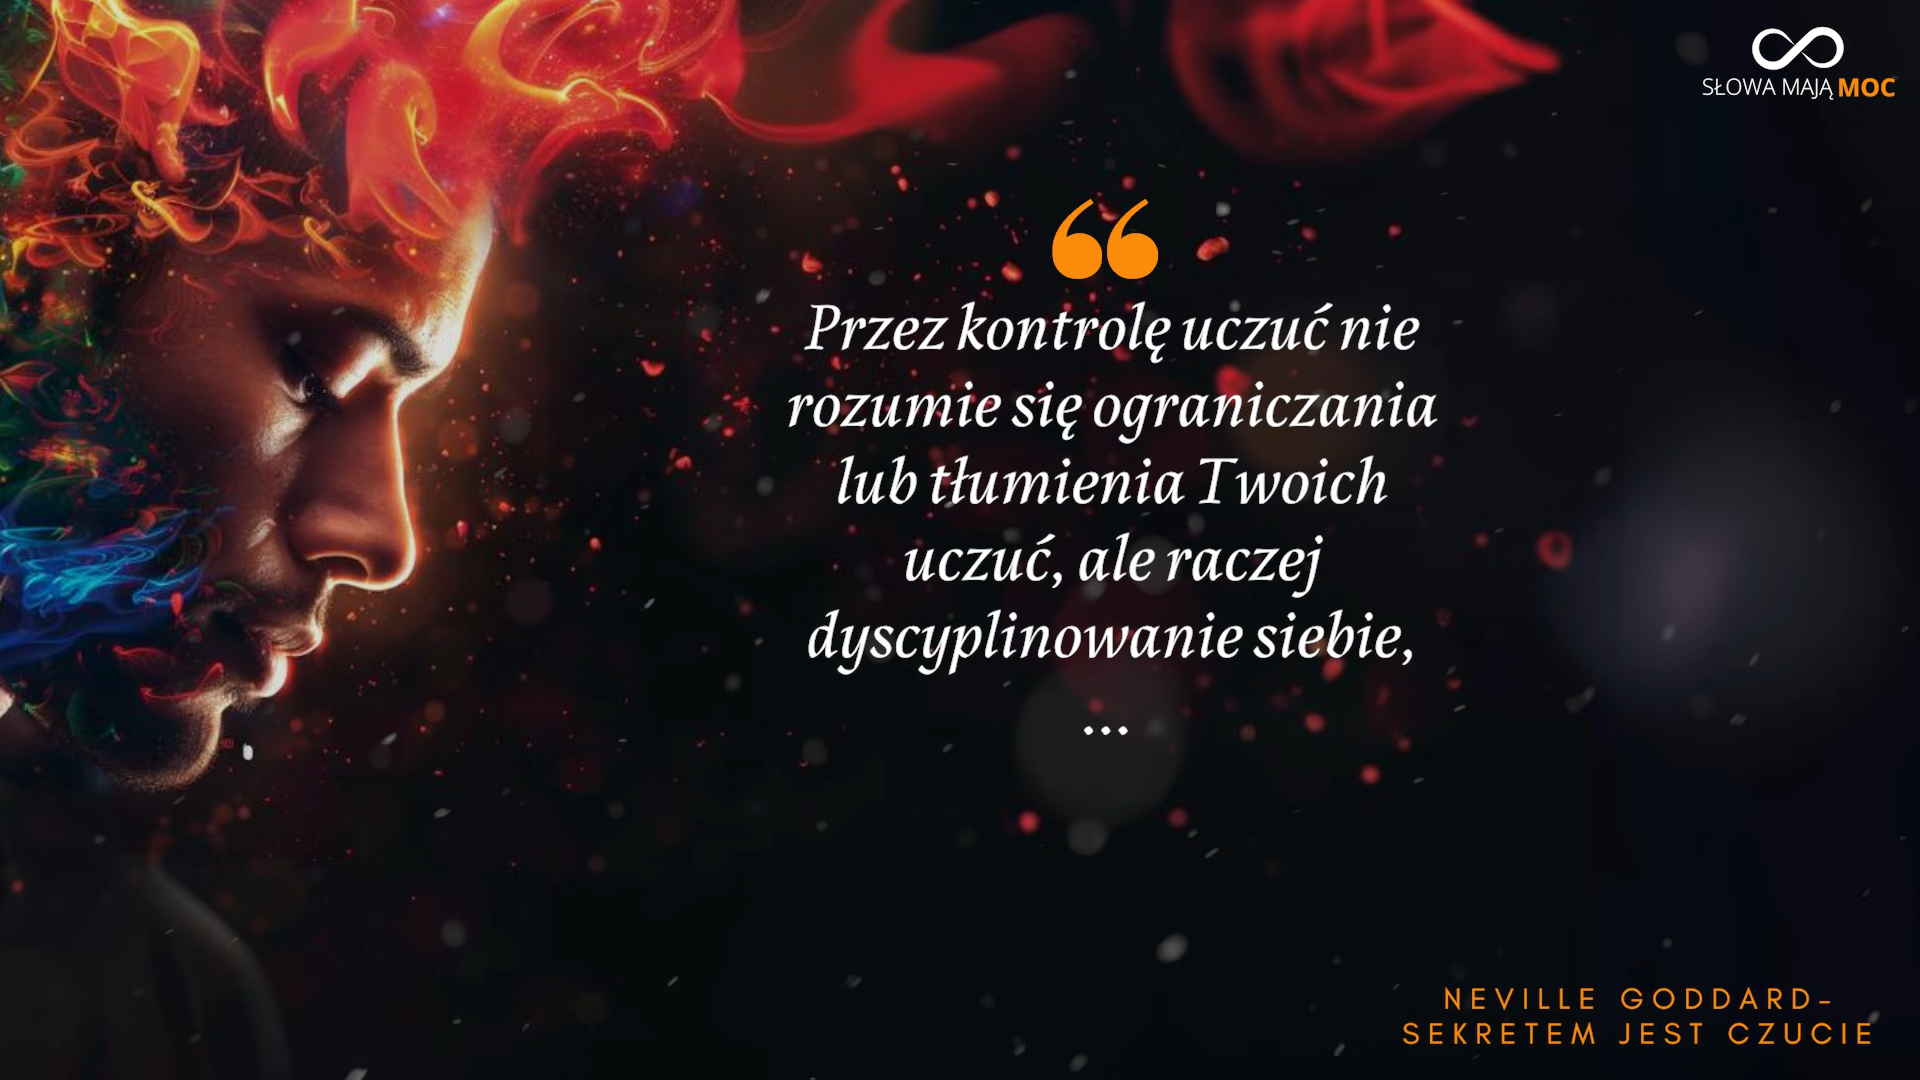 SŁOWA MAJĄ MOC
Przez kontrolę uczuć nie
rozumie się ograniczania
lub tłumienia Twoich
uczuć, ale raczej
dyscyplinowanie siebie,
...
NEVILLE GODDARD-
SEKRETEM JEST CZUCIE